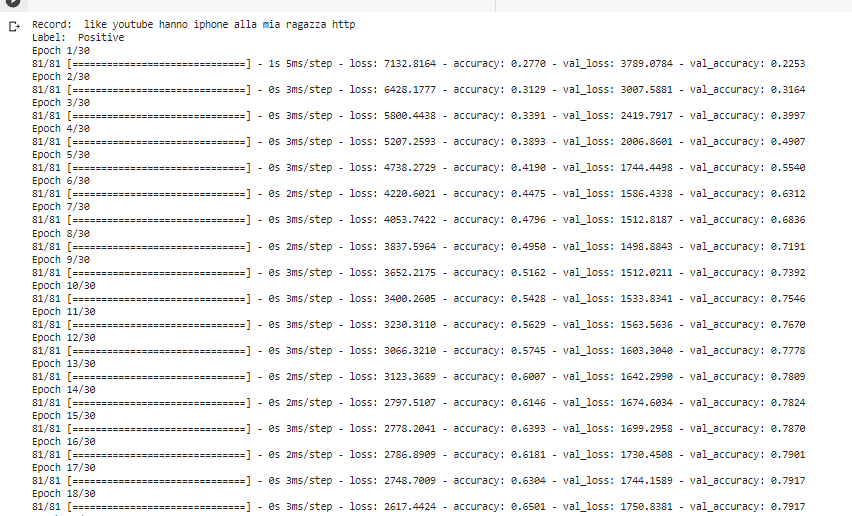 Record:  like youtube hanno iphone alla mia ragazza http
Label:  Positive
Epoch 1/30
81/81 [==============================] - 1s 5ms/step - loss: 7132.8164 - accuracy: 0.2770 - val_loss: 3789.0784 - val_accuracy: 0.2253
Epoch 2/30
81/81 [==============================] - 0s 3ms/step - loss: 6428.1777 - accuracy: 0.3129 - val_loss: 3007.5881 - val_accuracy: 0.3164
Epoch 3/30
81/81 [==============================] - 0s 3ms/step - loss: 5800.4438 - accuracy: 0.3391 - val_loss: 2419.7917 - val_accuracy: 0.3997
Epoch 4/30
81/81 [==============================] - 0s 3ms/step - loss: 5207.2593 - accuracy: 0.3893 - val_loss: 2006.8601 - val_accuracy: 0.4907
Epoch 5/30
81/81 [==============================] - 0s 3ms/step - loss: 4738.2729 - accuracy: 0.4190 - val_loss: 1744.4498 - val_accuracy: 0.5540
Epoch 6/30
81/81 [==============================] - 0s 2ms/step - loss: 4220.6021 - accuracy: 0.4475 - val_loss: 1586.4338 - val_accuracy: 0.6312
Epoch 7/30
81/81 [==============================] - 0s 3ms/step - loss: 4053.7422 - accuracy: 0.4796 - val_loss: 1512.8187 - val_accuracy: 0.6836
Epoch 8/30
81/81 [==============================] - 0s 2ms/step - loss: 3837.5964 - accuracy: 0.4950 - val_loss: 1498.8843 - val_accuracy: 0.7191
Epoch 9/30
81/81 [==============================] - 0s 3ms/step - loss: 3652.2175 - accuracy: 0.5162 - val_loss: 1512.0211 - val_accuracy: 0.7392
Epoch 10/30
81/81 [==============================] - 0s 3ms/step - loss: 3400.2605 - accuracy: 0.5428 - val_loss: 1533.8341 - val_accuracy: 0.7546
Epoch 11/30
81/81 [==============================] - 0s 3ms/step - loss: 3230.3110 - accuracy: 0.5629 - val_loss: 1563.5636 - val_accuracy: 0.7670
Epoch 12/30
81/81 [==============================] - 0s 3ms/step - loss: 3066.3210 - accuracy: 0.5745 - val_loss: 1603.3040 - val_accuracy: 0.7778
Epoch 13/30
81/81 [==============================] - 0s 2ms/step - loss: 3123.3689 - accuracy: 0.6007 - val_loss: 1642.2990 - val_accuracy: 0.7809
Epoch 14/30
81/81 [==============================] - 0s 2ms/step - loss: 2797.5107 - accuracy: 0.6146 - val_loss: 1674.6034 - val_accuracy: 0.7824
Epoch 15/30
81/81 [==============================] - 0s 3ms/step - loss: 2778.2041 - accuracy: 0.6393 - val_loss: 1699.2958 - val_accuracy: 0.7870
Epoch 16/30
81/81 [==============================] - 0s 2ms/step - loss: 2786.8909 - accuracy: 0.6181 - val_loss: 1730.4508 - val_accuracy: 0.7901
Epoch 17/30
81/81 [==============================] - 0s 3ms/step - loss: 2748.7009 - accuracy: 0.6304 - val_loss: 1744.1589 - val_accuracy: 0.7917
Epoch 18/30
81/81 [==============================] - 0s 3ms/step - loss: 2617.4424 - accuracy: 0.6501 - val_loss: 1750.8381 - val_accuracy: 0.7917